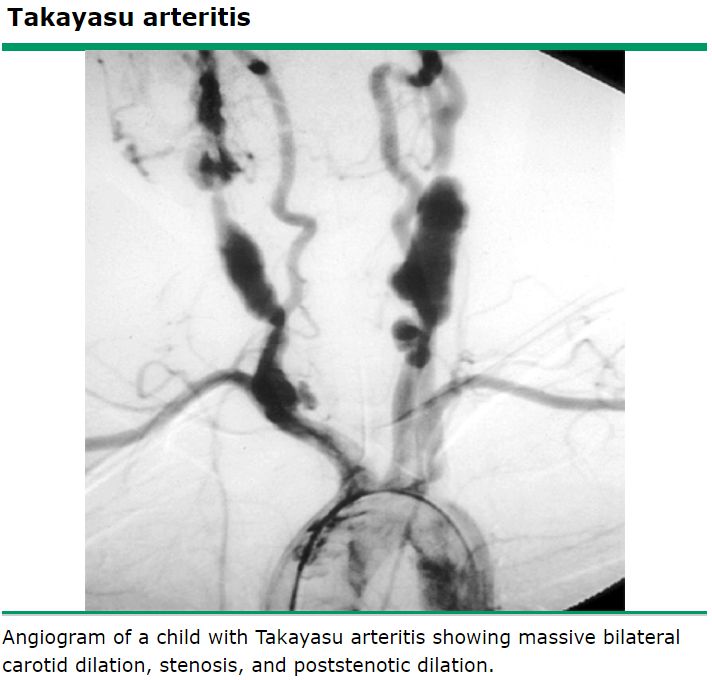 Takayasu arteritis
Angiogram of a child with Takayasu arteritis showing massive bilateral
carotid dilation, stenosis, and poststenotic dilation.